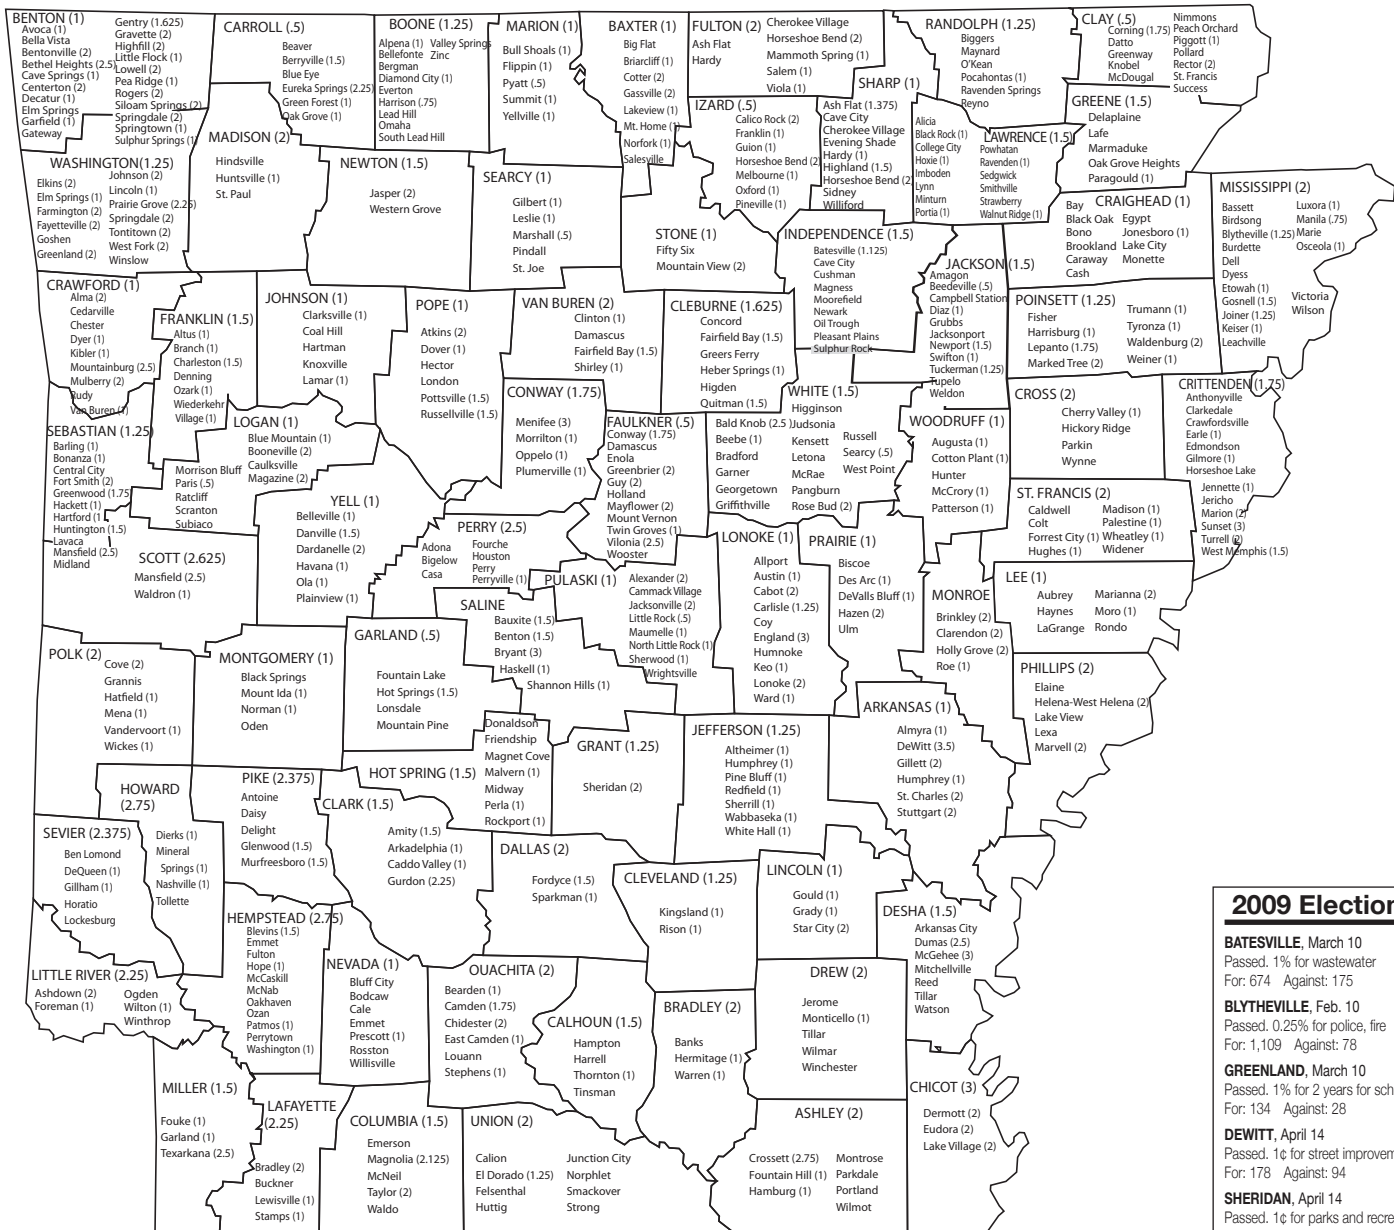 BENTON (1)
Avoca (1)
Bella Vista
Bentonville (2)
Bethel Heights (2.5)
Cave Springs (1)
Centerton (2)
Decatur (1)
Elm Springs
Garfield (1)
Gateway
Gentry (1.625)
Gravette (2)
Highfill (2)
Little Flock (1)
Lowell (2)
Pea Ridge (1)
Rogers (2)
Siloam Springs (2)
Springdale (2)
Springtown (1)
Sulphur Springs (1)
CARROLL (.5)
Beaver
Berryville (1.5)
Blue Eye
Eureka Springs (2.25)
Green Forest (1)
Oak Grove (1)
BOONE (1.25)
Alpena (1) Valley Springs
Bellefonte Zinc
Bergman
Diamond City (1)
Everton
Harrison (.75)
Lead Hill
Omaha
South Lead Hill
MARION (1)
Bull Shoals (1)
Flippin (1)
Pyatt (.5)
Summit (1)
Yellville (1)
BAXTER (1)
Big Flat
Briarcliff (1)
Cotter (2)
Gassville (2)
Lakeview (1)
Mt. Home (1)
Norfork (1)
Salesville
FULTON (2)
Ash Flat
Hardy
Cherokee Village
Horseshoe Bend (2)
Mammoth Spring (1)
Salem (1)
Viola (1)
SHARP (1)
Ash Flat (1.375)
Cave City
Cherokee Village
Evening Shade
Hardy (1)
Highland (1.5)
Horseshoe Bend (2)
Sidney
Williford
IZARD (.5)
Calico Rock (2)
Franklin (1)
Guion (1)
Horseshoe Bend (2)
Melbourne (1)
Oxford (1)
Pineville (1)
RANDOLPH (1.25)
Biggers
Maynard
O'Kean
Pocahontas (1)
Ravenden Springs
Reyno
CLAY (.5)
Corning (1.75)
Datto
Greenway
Knobel
McDougal
Nimmons
Peach Orchard
Piggott (1)
Pollard
Rector (2)
St. Francis
Success
GREENE (1.5)
Delaplaine
Lafe
Marmaduke
Oak Grove Heights
Paragould (1)
LAWRENCE (1.5)
Alicia
Black Rock (1)
College City
Hoxie (1)
Imboden
Lynn
Minturn
Portia (1)
Powhatan
Ravenden (1)
Sedgwick
Smithville
Strawberry
Walnut Ridge (1)
MADISON (2)
Hindsville
Huntsville (1)
St. Paul
NEWTON (1.5)
Jasper (2)
Western Grove
SEARCY (1)
Gilbert (1)
Leslie (1)
Marshall (.5)
Pindall
St. Joe
WASHINGTON(1.25)
Elkins (2)
Elm Springs (1)
Farmington (2)
Fayetteville (2)
Goshen
Greenland (2)
Johnson (2)
Lincoln (1)
Prairie Grove (2.25)
Springdale (2)
Tontitown (2)
West Fork (2)
Winslow
STONE (1)
Fifty Six
Mountain View (2)
INDEPENDENCE (1.5)
Batesville (1.125)
Cave City
Cushman
Magness
Moorefield
Newark
Oil Trough
Pleasant Plains
Sulphur Rock
JACKSON (1.5)
Amagon
Beedeville (.5)
Campbell Station
Diaz (1)
Grubbs
Jacksonport
Newport (1.5)
Swifton (1)
Tuckerman (1.25)
Tupelo
Weldon
CRAIGHEAD (1)
Bay
Black Oak
Bono
Brookland
Caraway
Cash
Egypt
Jonesboro (1)
Lake City
Monette
MISSISSIPPI (2)
Bassett
Birdsong
Blytheville (1.25)
Burdette
Dell
Dyess
Etowah (1)
Gosnell (1.5)
Joiner (1.25)
Keiser (1)
Leachville
Luxora (1)
Manila (.75)
Marie
Osceola (1)
Victoria
Wilson
POINSETT (1.25)
Fisher
Harrisburg (1)
Lepanto (1.75)
Marked Tree (2)
Trumann (1)
Tyronza (1)
Waldenburg (2)
Weiner (1)
CRAWFORD (1)
Alma (2)
Cedarville
Chester
Dyer (1)
Kibler (1)
Mountainburg (2.5)
Mulberry (2)
Rudy
Van Buren (1)
FRANKLIN (1.5)
Altus (1)
Branch (1)
Charleston (1.5)
Denning
Ozark (1)
Wiederkehr
Village (1)
JOHNSON (1)
Clarksville (1)
Coal Hill
Hartman
Knoxville
Lamar (1)
POPE (1)
Atkins (2)
Dover (1)
Hector
London
Pottsville (1.5)
Russellville (1.5)
VAN BUREN (2)
Clinton (1)
Damascus
Fairfield Bay (1.5)
Shirley (1)
CLEBURNE (1.625)
Concord
Fairfield Bay (1.5)
Greers Ferry
Heber Springs (1)
Higden
Quitman (1.5)
CONWAY (1.75)
Menifee (3)
Morrilton (1)
Oppelo (1)
Plumerville (1)
FAULKNER (.5)
Conway (1.75)
Damascus
Enola
Greenbrier (2)
Guy (2)
Holland
Mayflower (2)
Mount Vernon
Twin Groves (1)
Vilonia (2.5)
Wooster
WHITE (1.5)
Bald Knob (2.5)
Beebe (1)
Bradford
Garner
Georgetown
Griffithville
Higginson
Judsonia
Kensett
Letona
McRae
Pangburn
Rose Bud (2)
Russell
Searcy (.5)
West Point
WOODRUFF (1)
Augusta (1)
Cotton Plant (1)
Hunter
McCrory (1)
Patterson (1)
CROSS (2)
Cherry Valley (1)
Hickory Ridge
Parkin
Wynne
CRITTENDEN (1.75)
Anthonyville
Clarkedale
Crawfordsville
Earle (1)
Edmondson
Gilmore (1)
Horseshoe Lake
Jennette (1)
Jericho
Marion (2)
Sunset (3)
Turrell (2)
West Memphis (1.5)
ST. FRANCIS (2)
Caldwell
Colt
Forrest City (1)
Hughes (1)
Madison (1)
Palestine (1)
Wheatley (1)
Widener
SEBASTIAN (1.25)
Barling (1)
Bonanza (1)
Central City
Fort Smith (2)
Greenwood (1.75)
Hackett (1)
Hartford (1)
Huntington (1.5)
Lavaca
Mansfield (2.5)
Midland
LOGAN (1)
Blue Mountain (1)
Booneville (2)
Caulksville
Magazine (2)
Morrison Bluff
Paris (.5)
Ratcliff
Scranton
Subiaco
YELL (1)
Belleville (1)
Danville (1.5)
Dardanelle (2)
Havana (1)
Ola (1)
Plainview (1)
SCOTT (2.625)
Mansfield (2.5)
Waldron (1)
PERRY (2.5)
Adona
Bigelow
Casa
Fourche
Houston
Perry
Perryville (1)
PULASKI (1)
Alexander (2)
Cammack Village
Jacksonville (2)
Little Rock (.5)
Maumelle (1)
North Little Rock (1)
Sherwood (1)
Wrightsville
LONOKE (1)
Allport
Austin (1)
Cabot (2)
Carlisle (1.25)
Coy
England (3)
Humnoke
Keo (1)
Lonoke (2)
Ward (1)
PRAIRIE (1)
Biscoe
Des Arc (1)
DeValls Bluff (1)
Hazen (2)
Ulm
MONROE
Brinkley (2)
Clarendon (2)
Holly Grove (2)
Roe (1)
LEE (1)
Aubrey
Haynes
LaGrange
Marianna (2)
Moro (1)
Rondo
PHILLIPS (2)
Elaine
Helena-West Helena (2)
Lake View
Lexa
Marvell (2)
SALINE
Bauxite (1.5)
Benton (1.5)
Bryant (3)
Haskell (1)
Shannon Hills (1)
GARLAND (.5)
Fountain Lake
Hot Springs (1.5)
Lonsdale
Mountain Pine
MONTGOMERY (1)
Black Springs
Mount Ida (1)
Norman (1)
Oden
POLK (2)
Cove (2)
Grannis
Hatfield (1)
Mena (1)
Vandervoort (1)
Wickes (1)
HOT SPRING (1.5)
Donaldson
Friendship
Magnet Cove
Malvern (1)
Midway
Perla (1)
Rockport (1)
GRANT (1.25)
Sheridan (2)
JEFFERSON (1.25)
Altheimer (1)
Humphrey (1)
Pine Bluff (1)
Redfield (1)
Sherrill (1)
Wabbaseka (1)
White Hall (1)
ARKANSAS (1)
Almyra (1)
DeWitt (3.5)
Gillett (2)
Humphrey (1)
St. Charles (2)
Stuttgart (2)
HOWARD
(2.75)
Dierks (1)
Mineral
Springs (1)
Nashville (1)
Tollette
PIKE (2.375)
Antoine
Daisy
Delight
Glenwood (1.5)
Murfreesboro (1.5)
CLARK (1.5)
Amity (1.5)
Arkadelphia (1)
Caddo Valley (1)
Gurdon (2.25)
SEVIER (2.375)
Ben Lomond
DeQueen (1)
Gillham (1)
Horatio
Lockesburg
DALLAS (2)
Fordyce (1.5)
Sparkman (1)
CLEVELAND (1.25)
Kingsland (1)
Rison (1)
LINCOLN (1)
Gould (1)
Grady (1)
Star City (2)
DESHA (1.5)
Arkansas City
Dumas (2.5)
McGehee (3)
Mitchellville
Reed
Tillar
Watson
HEMPSTEAD (2.75)
Blevins (1.5)
Emmet
Fulton
Hope (1)
McCaskill
McNab
Oakhaven
Ozan
Patmos (1)
Perrytown
Washington (1)
LITTLE RIVER (2.25)
Ashdown (2)
Foreman (1)
Ogden
Wilton (1)
Winthrop
NEVADA (1)
Bluff City
Bodcaw
Cale
Emmet
Prescott (1)
Rosston
Willisville
OUACHITA (2)
Bearden (1)
Camden (1.75)
Chidester (2)
East Camden (1)
Louann
Stephens (1)
CALHOUN (1.5)
Hampton
Harrell
Thornton (1)
Tinsman
BRADLEY (2)
Banks
Hermitage (1)
Warren (1)
DREW (2)
Jerome
Monticello (1)
Tillar
Wilmar
Winchester
MILLER (1.5)
Fouke (1)
Garland (1)
Texarkana (2.5)
LAFAYETTE
(2.25)
Bradley (2)
Buckner
Lewisville (1)
Stamps (1)
COLUMBIA (1.5)
Emerson
Magnolia (2.125)
McNeil
Taylor (2)
Waldo
UNION (2)
Calion
El Dorado (1.25)
Felsenthal
Huttig
Junction City
Norphlet
Smackover
Strong
ASHLEY (2)
Crossett (2.75)
Fountain Hill (1)
Hamburg (1)
Montrose
Parkdale
Portland
Wilmot
CHICOT (3)
Dermott (2)
Eudora (2)
Lake Village (2)
2009 Election
BATESVILLE, March 10
Passed. 1% for wastewater
For: 674 Against: 175
BLYTHEVILLE, Feb. 10
Passed. 0.25% for police, fire
For: 1,109 Against: 78
GREENLAND, March 10
Passed. 1% for 2 years for sch
For: 134 Against: 28
DEWITT, April 14
Passed. 1¢ for street improvem
For: 178 Against: 94
SHERIDAN, April 14
Passed. 1¢ for parks and recre